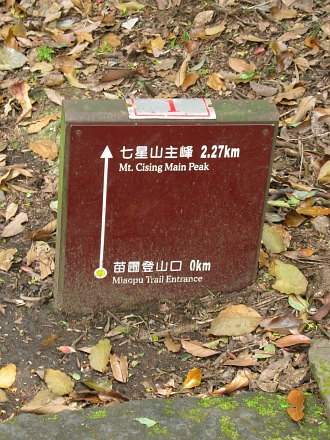 1
七星山主峰 2.27km
Mt. Cising Main Peak
苗圃登山口 0km
Miaopu Trail Entrance